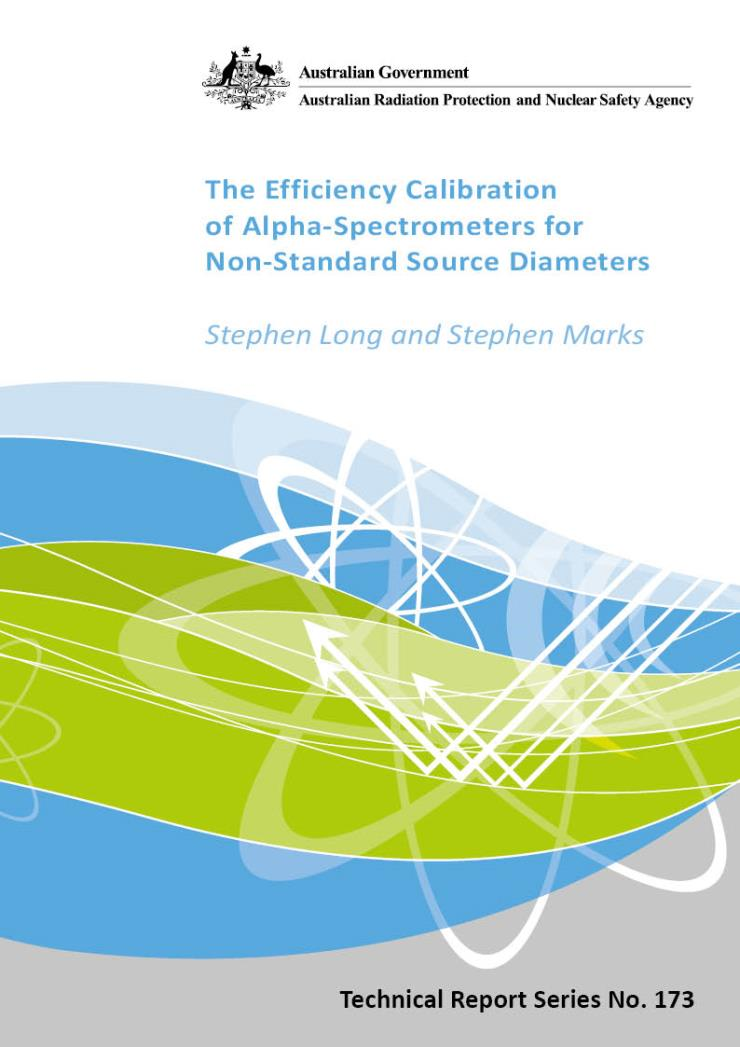 Australian Government
Australian Radiation Protection and Nuclear Safety Agency
The Efficiency Calibration
of Alpha-Spectrometers for
Non-Standard Source Diameters
Stephen Long and Stephen Marks
Technical Report Series No. 173